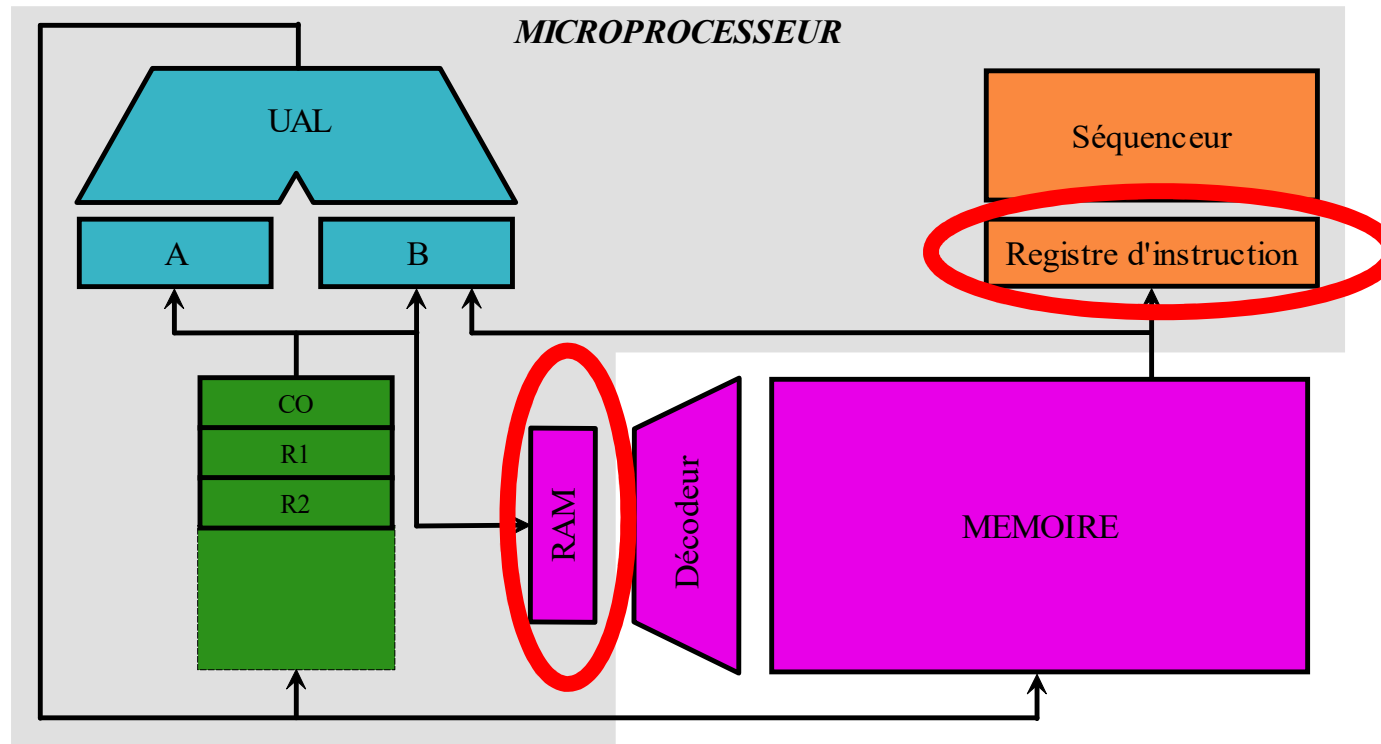 MICROPROCESSEUR
UAL
Séquenceur
A
B
Registre d'instruction
CO
R1
R2
RAM
Décodeur
MEMOIRE